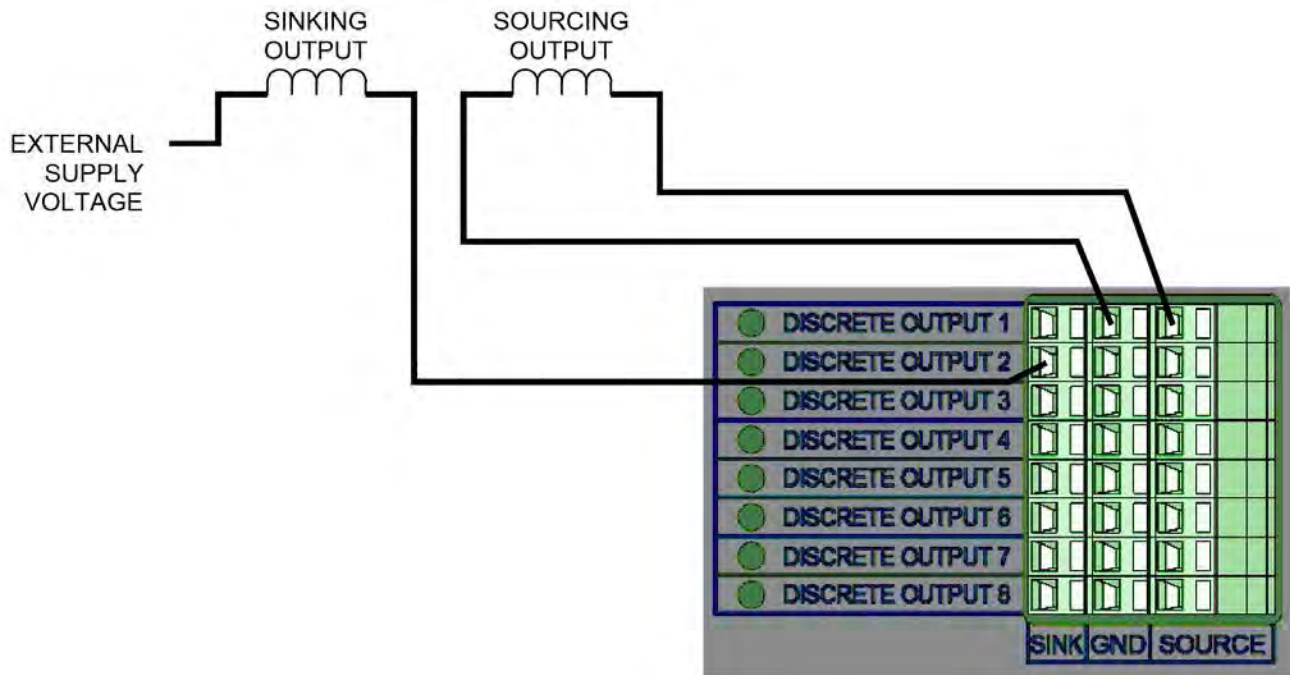 SINKING
OUTPUT
SOURCING
OUTPUT
EXTERNAL
SUPPLY
VOLTAGE
DISCRETE OUTPUT 1
DISCRETE OUTPUT 2
DISCRETE OUTPUT 3
DISCRETE OUTPUT 4
DISCRETE OUTPUT 5
DISCRETE OUTPUT 6
DISCRETE OUTPUT 7
DISCRETE OUTPUT 8
SINK GND SOURCE